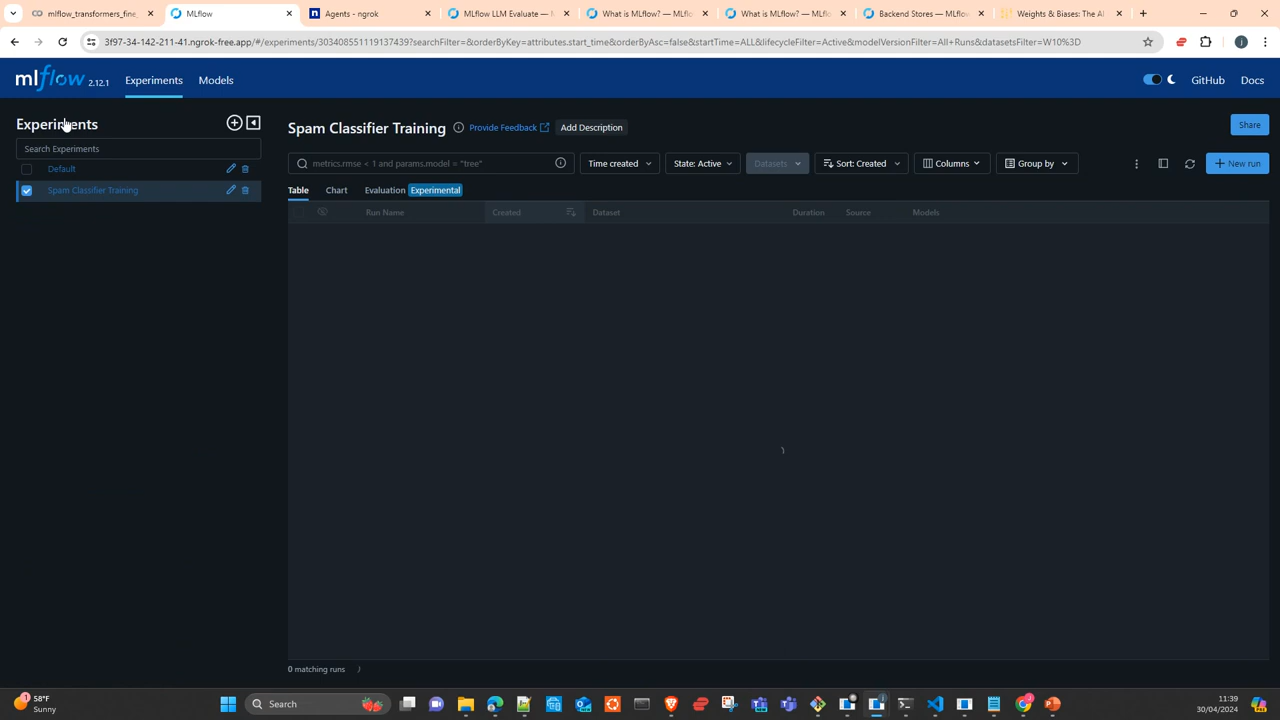 mlflow_transformers_fine_
MLflow
Agents - ngrok
MLflow LLM Evaluate — M
What is MLflow? — MLflo
What is MLflow? — MLflo
Backend Stores — MLflow
Weights & Biases: The AI
3f97-34-142-211-41.ngrok-free.app/#/experiments/303408551119137439?searchFilter=&orderByKey=attributes.start_time&orderByAsc=false&startTime=ALL&lifecycleFilter=Active&modelVersionFilter=All+Runs&datasetsFilter=W10%3D
mlflow 2.12.1 Experiments Models GitHub Docs
Experiments
Search Experiments
Default
Spam Classifier Training
Spam Classifier Training Provide Feedback Add Description Share
metrics.rmse < 1 and params.model = "tree" Time created State: Active Datasets Sort: Created Columns Group by New run
Table Chart Evaluation Experimental
Run Name Created Dataset Duration Source Models
0 matching runs
1 58°F
Sunny
Search
11:39
30/04/2024